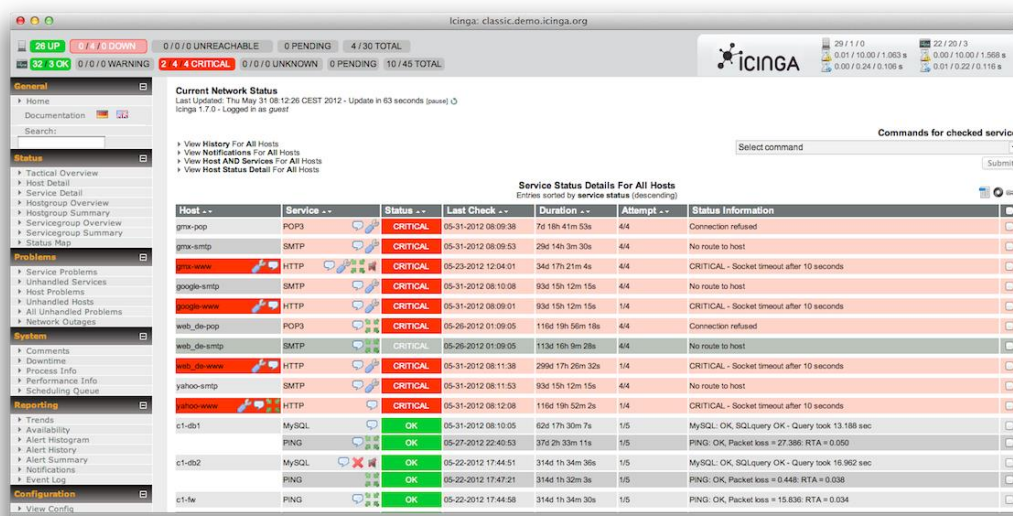 Icinga: classic.demo.icinga.org
26 UP 0 / 4 / 0 DOWN 0 / 0 / 0 UNREACHABLE 0 PENDING 4 / 30 TOTAL
32 / 3 OK 0 / 0 / 0 WARNING 2 4 4 CRITICAL 0 / 0 / 0 UNKNOWN 0 PENDING 10 / 45 TOTAL
ICINGA
29 / 1 / 0
0.01 / 10.00 / 1.063 s
0.00 / 0.24 / 0.106 s
22 / 20 / 3
0.00 / 10.00 / 1.568 s
0.01 / 0.22 / 0.116 s
General
Home
Documentation
Search:
Status
Tactical Overview
Host Detail
Service Detail
Hostgroup Overview
Hostgroup Summary
Servicegroup Overview
Servicegroup Summary
Status Map
Problems
Service Problems
Unhandled Services
Host Problems
Unhandled Hosts
All Unhandled Problems
Network Outages
System
Comments
Downtime
Process Info
Performance Info
Scheduling Queue
Reporting
Trends
Availability
Alert Histogram
Alert History
Alert Summary
Notifications
Event Log
Configuration
View Config
Current Network Status
Last Updated: Thu May 31 08:12:26 CEST 2012 - Update in 63 seconds [pause]
Icinga 1.7.0 - Logged in as guest
View History For All Hosts
View Notifications For All Hosts
View Host AND Services For All Hosts
View Host Status Detail For All Hosts
Commands for checked service
Select command
Submit
Service Status Details For All Hosts
Entries sorted by service status (descending)
Host Service Status Last Check Duration Attempt Status Information
gmx-pop POP3 CRITICAL 05-31-2012 08:09:38 7d 18h 41m 53s 4/4 Connection refused
gmx-smtp SMTP CRITICAL 05-31-2012 08:09:53 29d 14h 3m 30s 4/4 No route to host
gmx-www HTTP CRITICAL 05-23-2012 12:04:01 34d 17h 21m 4s 4/4 CRITICAL - Socket timeout after 10 seconds
google-smtp SMTP CRITICAL 05-31-2012 08:10:08 93d 15h 12m 15s 4/4 No route to host
google-www HTTP CRITICAL 05-31-2012 08:09:01 93d 15h 12m 15s 1/4 CRITICAL - Socket timeout after 10 seconds
web_de-pop POP3 CRITICAL 05-26-2012 01:09:05 116d 19h 56m 18s 4/4 Connection refused
web_de-smtp SMTP CRITICAL 05-26-2012 01:09:05 113d 16h 9m 28s 4/4 No route to host
web_de-www HTTP CRITICAL 05-31-2012 08:11:38 299d 17h 26m 32s 1/4 CRITICAL - Socket timeout after 10 seconds
yahoo-smtp SMTP CRITICAL 05-31-2012 08:11:53 93d 15h 12m 15s 4/4 No route to host
yahoo-www HTTP CRITICAL 05-31-2012 08:12:08 116d 19h 52m 2s 1/4 CRITICAL - Socket timeout after 10 seconds
c1-db1 MySQL OK 05-31-2012 08:10:05 62d 17h 30m 7s 1/5 MySQL: OK, SQLquery OK - Query took 13.188 sec
PING OK 05-27-2012 22:40:53 37d 2h 33m 11s 1/5 PING: OK, Packet loss = 27.386: RTA = 0.050
c1-db2 MySQL OK 05-22-2012 17:44:51 314d 1h 34m 36s 1/5 MySQL: OK, SQLquery OK - Query took 16.962 sec
PING OK 05-22-2012 17:47:21 314d 1h 32m 3s 1/5 PING: OK, Packet loss = 0.448: RTA = 0.038
c1-fw PING OK 05-22-2012 17:44:58 314d 1h 34m 30s 1/5 PING: OK, Packet loss = 15.836: RTA = 0.034